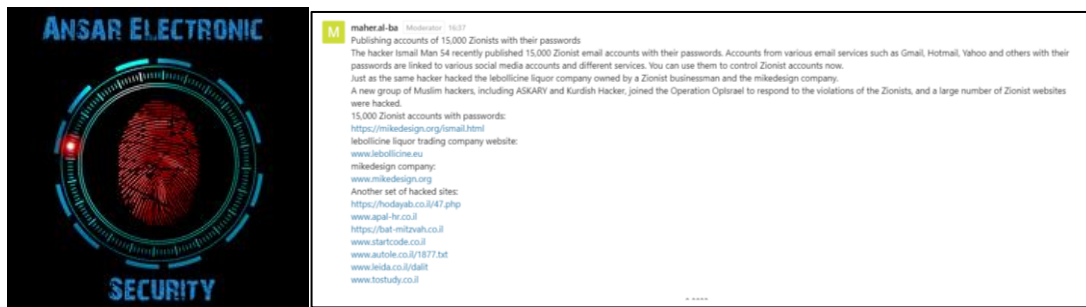 ANSAR ELECTRONIC
SECURITY
M
maher.al-ba Moderator 16:37
Publishing accounts of 15,000 Zionists with their passwords
The hacker Ismail Man 54 recently published 15,000 Zionist email accounts with their passwords. Accounts from various email services such as Gmail, Hotmail, Yahoo and others with their
passwords are linked to various social media accounts and different services. You can use them to control Zionist accounts now.
Just as the same hacker hacked the lebollicine liquor company owned by a Zionist businessman and the mikedesign company.
A new group of Muslim hackers, including ASKARY and Kurdish Hacker, joined the Operation OpIsrael to respond to the violations of the Zionists, and a large number of Zionist websites
were hacked.
15,000 Zionist accounts with passwords:
https://mikedesign.org/ismail.html
lebollicine liquor trading company website:
www.lebollicine.eu
mikedesign company:
www.mikedesign.org
Another set of hacked sites:
https://hodayab.co.il/47.php
www.apal-hr.co.il
https://bat-mitzvah.co.il
www.startcode.co.il
www.autole.co.il/1877.txt
www.leida.co.il/dalit
www.tostudy.co.il